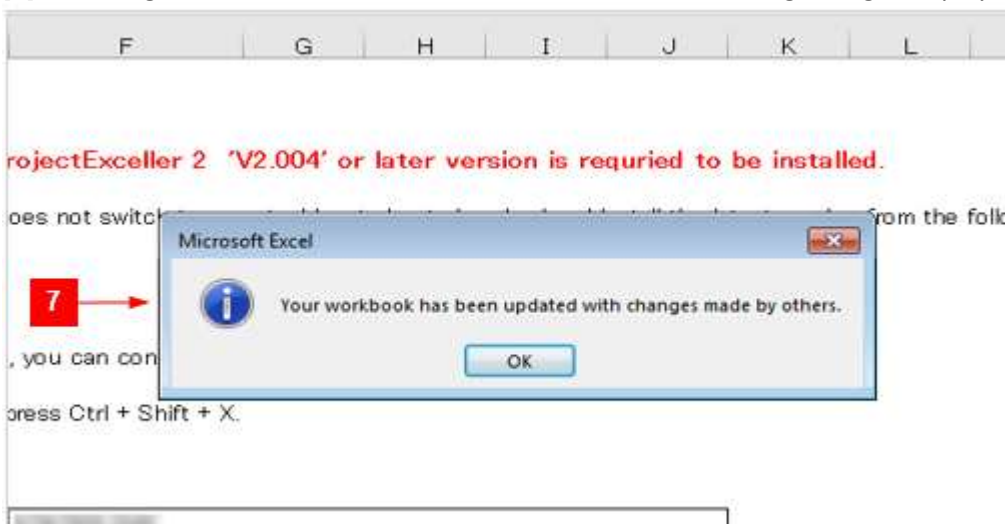 F G H I J K L
rojectExceller 2 'V2.004' or later version is requried to be installed.
oes not switch from the follo
Microsoft Excel
7
Your workbook has been updated with changes made by others.
, you can con
OK
press Ctrl + Shift + X.